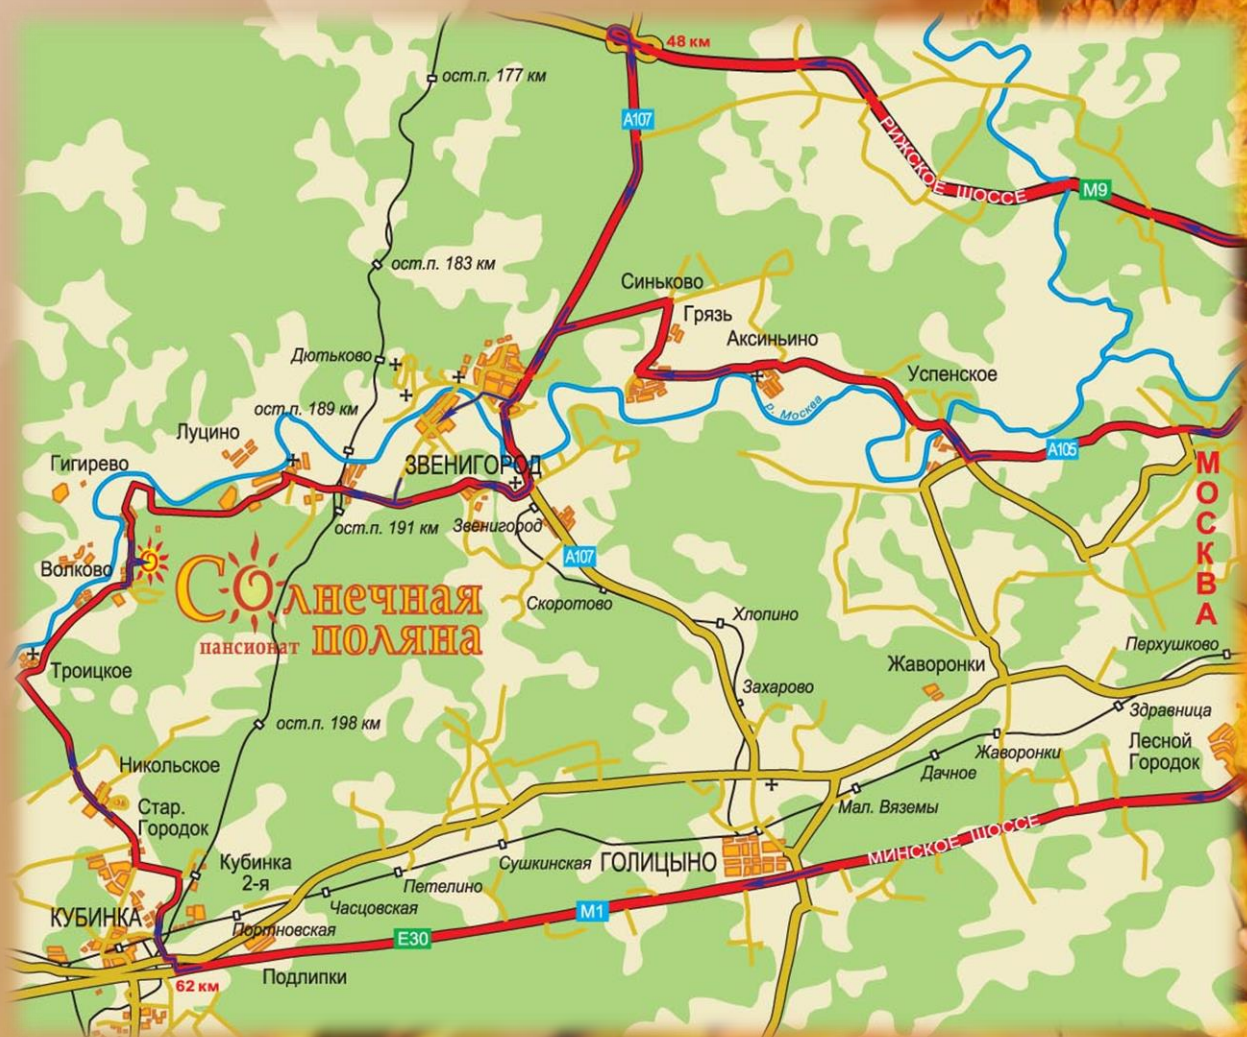 48 км
ост.п. 177 км
А107
РИЖСКОЕ ШОССЕ
М9
ост.п. 183 км
Синьково
Грязь
Аксиньино
Дютьково
Успенское
р. Москва
ост.п. 189 км
Луцино
А105
Гигирево
ЗВЕНИГОРОД
МОСКВА
ост.п. 191 км
Звенигород
А107
Волково
Солнечная
поляна
пансионат
Скоротово
Хлопино
Перхушково
Троицкое
Жаворонки
Захарово
Здравница
ост.п. 198 км
Жаворонки
Лесной
Городок
Никольское
Дачное
Стар.
Городок
Мал. Вяземы
МИНСКОЕ ШОССЕ
Кубинка
2-я
Сушкинская
ГОЛИЦЫНО
Петелино
Часцовская
М1
КУБИНКА
Портновская
Е30
Подлипки
62 км